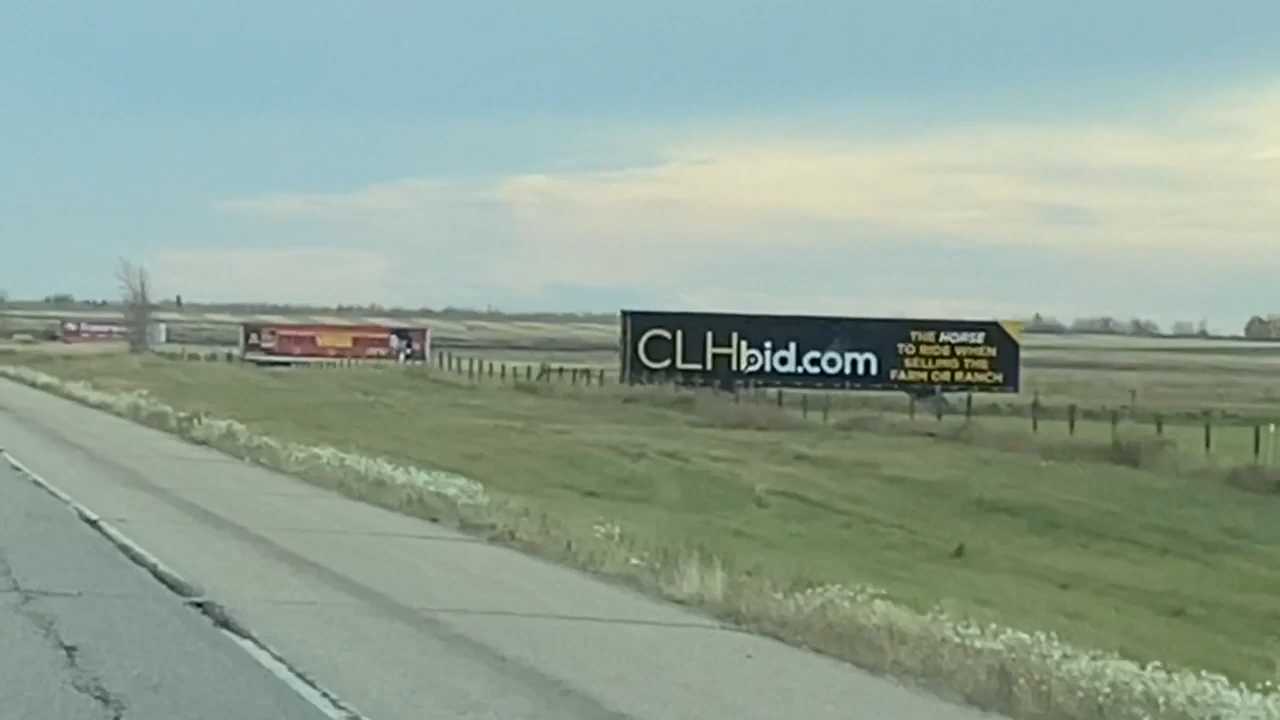 CLHbid.com
THE HORSE
TO RIDE WHEN
SELLING THE
FARM OR RANCH